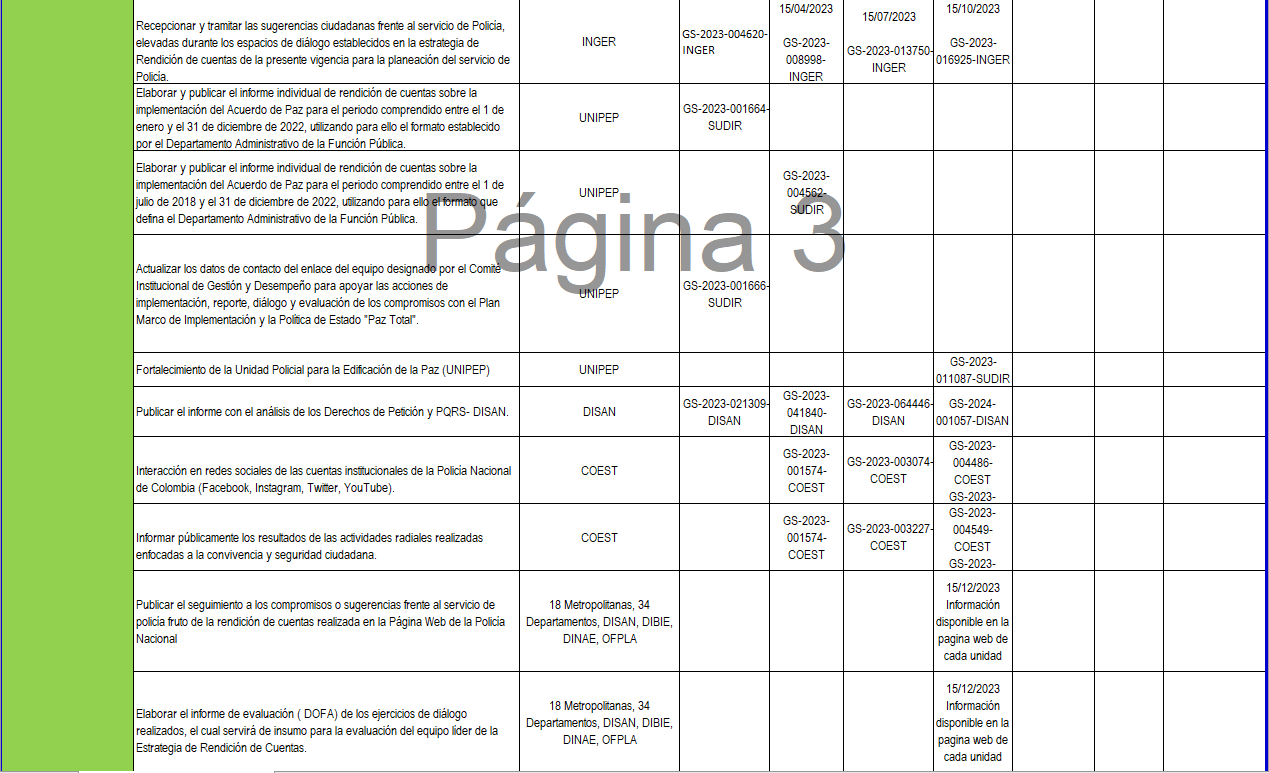 15/04/2023
15/07/2023
15/10/2023
Recepcionar y tramitar las sugerencias ciudadanas frente al servicio de Policía,
elevadas durante los espacios de diálogo establecidos en la estrategia de
Rendición de cuentas de la presente vigencia para la planeación del servicio de
Policía.
INGER
GS-2023-004620-
INGER
GS-2023-
008998-
INGER
GS-2023-013750-
INGER
GS-2023-
016925-INGER
Elaborar y publicar el informe individual de rendición de cuentas sobre la
implementación del Acuerdo de Paz para el periodo comprendido entre el 1 de
enero y el 31 de diciembre de 2022, utilizando para ello el formato establecido
por el Departamento Administrativo de la Función Pública.
UNIPEP
GS-2023-001664-
SUDIR
Elaborar y publicar el informe individual de rendición de cuentas sobre la
implementación del Acuerdo de Paz para el periodo comprendido entre el 1 de
julio de 2018 y el 31 de diciembre de 2022, utilizando para ello el formato que
defina el Departamento Administrativo de la Función Pública.
UNIPEP
GS-2023-
004562-
SUDIR
Página 3
Actualizar los datos de contacto del enlace del equipo designado por el Comité
Institucional de Gestión y Desempeño para apoyar las acciones de
implementación, reporte, diálogo y evaluación de los compromisos con el Plan
Marco de Implementación y la Política de Estado "Paz Total".
UNIPEP
GS-2023-001666-
SUDIR
Fortalecimiento de la Unidad Policial para la Edificación de la Paz (UNIPEP)
UNIPEP
GS-2023-
011087-SUDIR
Publicar el informe con el análisis de los Derechos de Petición y PQRS- DISAN.
DISAN
GS-2023-021309-
DISAN
GS-2023-
041840-
DISAN
GS-2023-064446-
DISAN
GS-2024-
001057-DISAN
Interacción en redes sociales de las cuentas institucionales de la Policía Nacional
de Colombia (Facebook, Instagram, Twitter, YouTube).
COEST
GS-2023-
001574-
COEST
GS-2023-003074-
COEST
GS-2023-
004486-
COEST
GS-2023-
Informar públicamente los resultados de las actividades radiales realizadas
enfocadas a la convivencia y seguridad ciudadana.
COEST
GS-2023-
001574-
COEST
GS-2023-003227-
COEST
GS-2023-
004549-
COEST
GS-2023-
Publicar el seguimiento a los compromisos o sugerencias frente al servicio de
policía fruto de la rendición de cuentas realizada en la Página Web de la Policía
Nacional
18 Metropolitanas, 34
Departamentos, DISAN, DIBIE,
DINAE, OFPLA
15/12/2023
Información
disponible en la
pagina web de
cada unidad
Elaborar el informe de evaluación ( DOFA) de los ejercicios de diálogo
realizados, el cual servirá de insumo para la evaluación del equipo líder de la
Estrategia de Rendición de Cuentas.
18 Metropolitanas, 34
Departamentos, DISAN, DIBIE,
DINAE, OFPLA
15/12/2023
Información
disponible en la
pagina web de
cada unidad